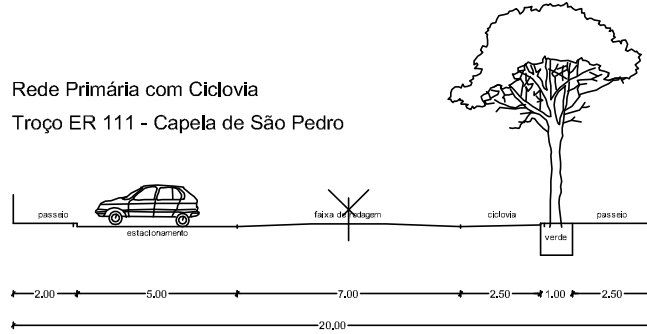 Rede Primária com Ciclovia
Troço ER 111 - Capela de São Pedro
passeio
estacionamento
faixa de rodagem
ciclovia
verde
passeio
2.00 5.00 7.00 2.50 1.00 2.50
20.00